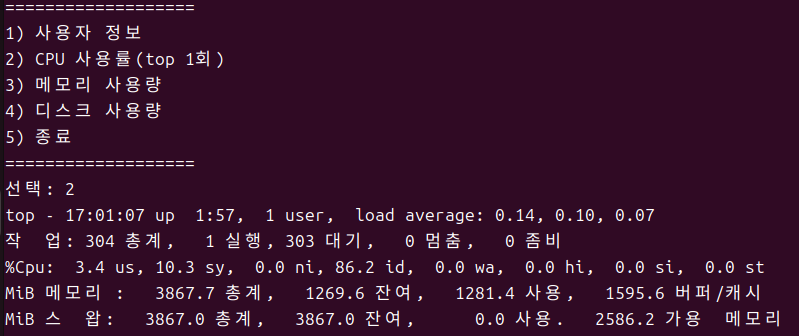 ===================
1) 사용자 정보
2) CPU 사용률(top 1회)
3) 메모리 사용량
4) 디스크 사용량
5) 종료
===================
선택: 2
top - 17:01:07 up  1:57,  1 user,  load average: 0.14, 0.10, 0.07
작  업: 304 총계,   1 실행, 303 대기,   0 멈춤,   0 좀비
%Cpu:  3.4 us, 10.3 sy,  0.0 ni, 86.2 id,  0.0 wa,  0.0 hi,  0.0 si,  0.0 st
MiB 메모리 :   3867.7 총계,   1269.6 잔여,   1281.4 사용,   1595.6 버퍼/캐시
MiB 스  왑:   3867.0 총계,   3867.0 잔여,      0.0 사용.   2586.2 가용 메모리